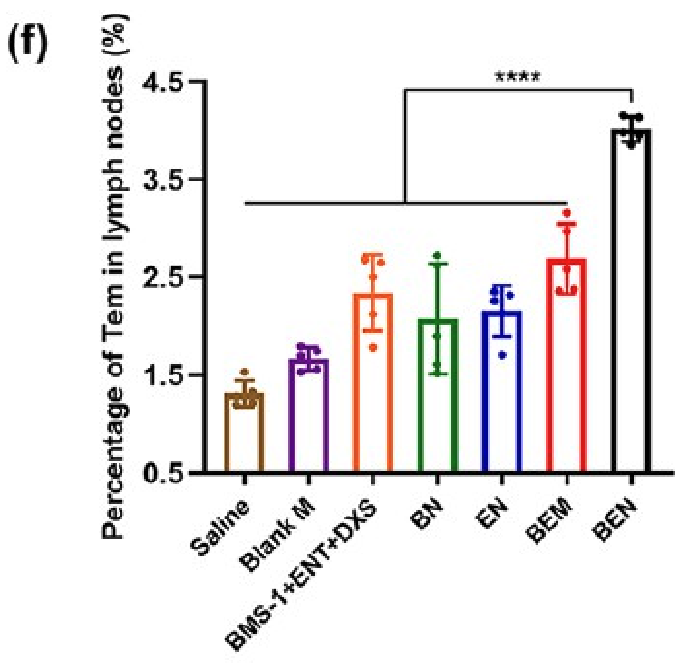 (f)
Percentage of Tem in lymph nodes (%)
4.5
3.5
2.5
1.5
0.5
****
Saline
Blank M
BMS-1+ENT+DXS
BN
EN
BEM
BEN